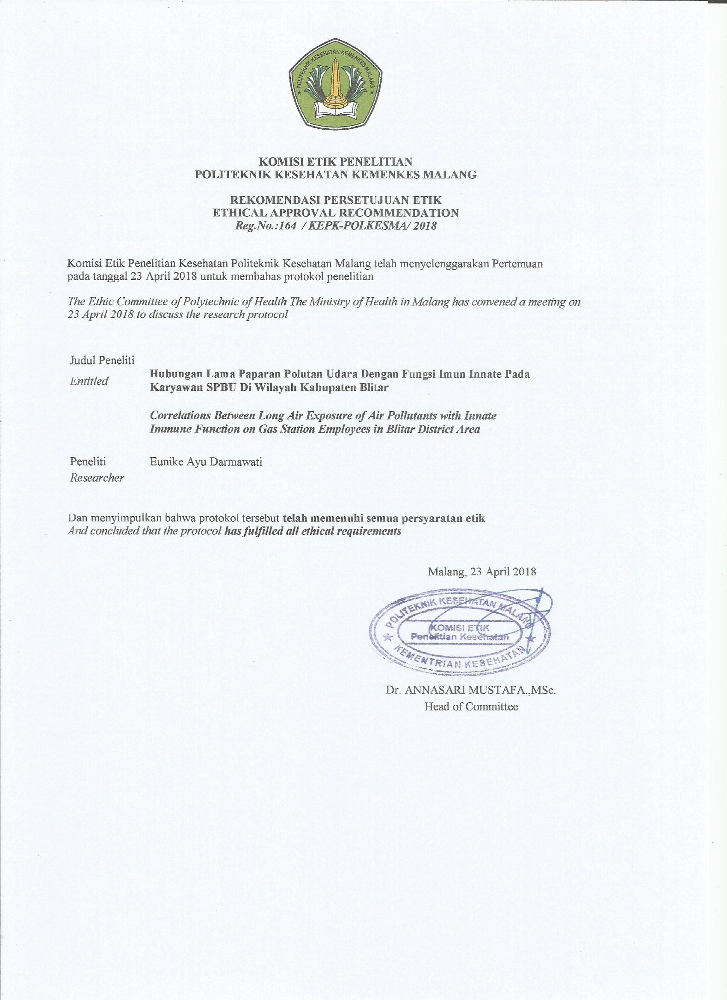 ★ POLITEKNIK KESEHATAN KEMENKES MALANG ★
KOMISI ETIK PENELITIAN
POLITEKNIK KESEHATAN KEMENKES MALANG
REKOMENDASI PERSETUJUAN ETIK
ETHICAL APPROVAL RECOMMENDATION
Reg.No.:164 / KEPK-POLKESMA/ 2018
Komisi Etik Penelitian Kesehatan Politeknik Kesehatan Malang telah menyelenggarakan Pertemuan
pada tanggal 23 April 2018 untuk membahas protokol penelitian
The Ethic Committee of Polytechnic of Health The Ministry of Health in Malang has convened a meeting on
23 April 2018 to discuss the research protocol
Judul Peneliti
Entitled
Hubungan Lama Paparan Polutan Udara Dengan Fungsi Imun Innate Pada
Karyawan SPBU Di Wilayah Kabupaten Blitar
Correlations Between Long Air Exposure of Air Pollutants with Innate
Immune Function on Gas Station Employees in Blitar District Area
Peneliti Eunike Ayu Darmawati
Researcher
Dan menyimpulkan bahwa protokol tersebut telah memenuhi semua persyaratan etik
And concluded that the protocol has fulfilled all ethical requirements
Malang, 23 April 2018
POLITEKNIK KESEHATAN MALANG
KOMISI ETIK
Penelitian Kesehatan
★ KEMENTRIAN KESEHATAN ★
Dr. ANNASARI MUSTAFA.,MSc.
Head of Committee